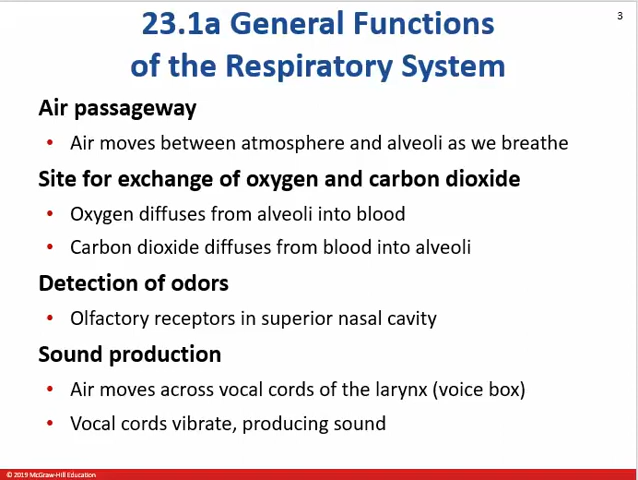 3
23.1a General Functions
of the Respiratory System
Air passageway
• Air moves between atmosphere and alveoli as we breathe
Site for exchange of oxygen and carbon dioxide
• Oxygen diffuses from alveoli into blood
• Carbon dioxide diffuses from blood into alveoli
Detection of odors
• Olfactory receptors in superior nasal cavity
Sound production
• Air moves across vocal cords of the larynx (voice box)
• Vocal cords vibrate, producing sound
© 2019 McGraw-Hill Education